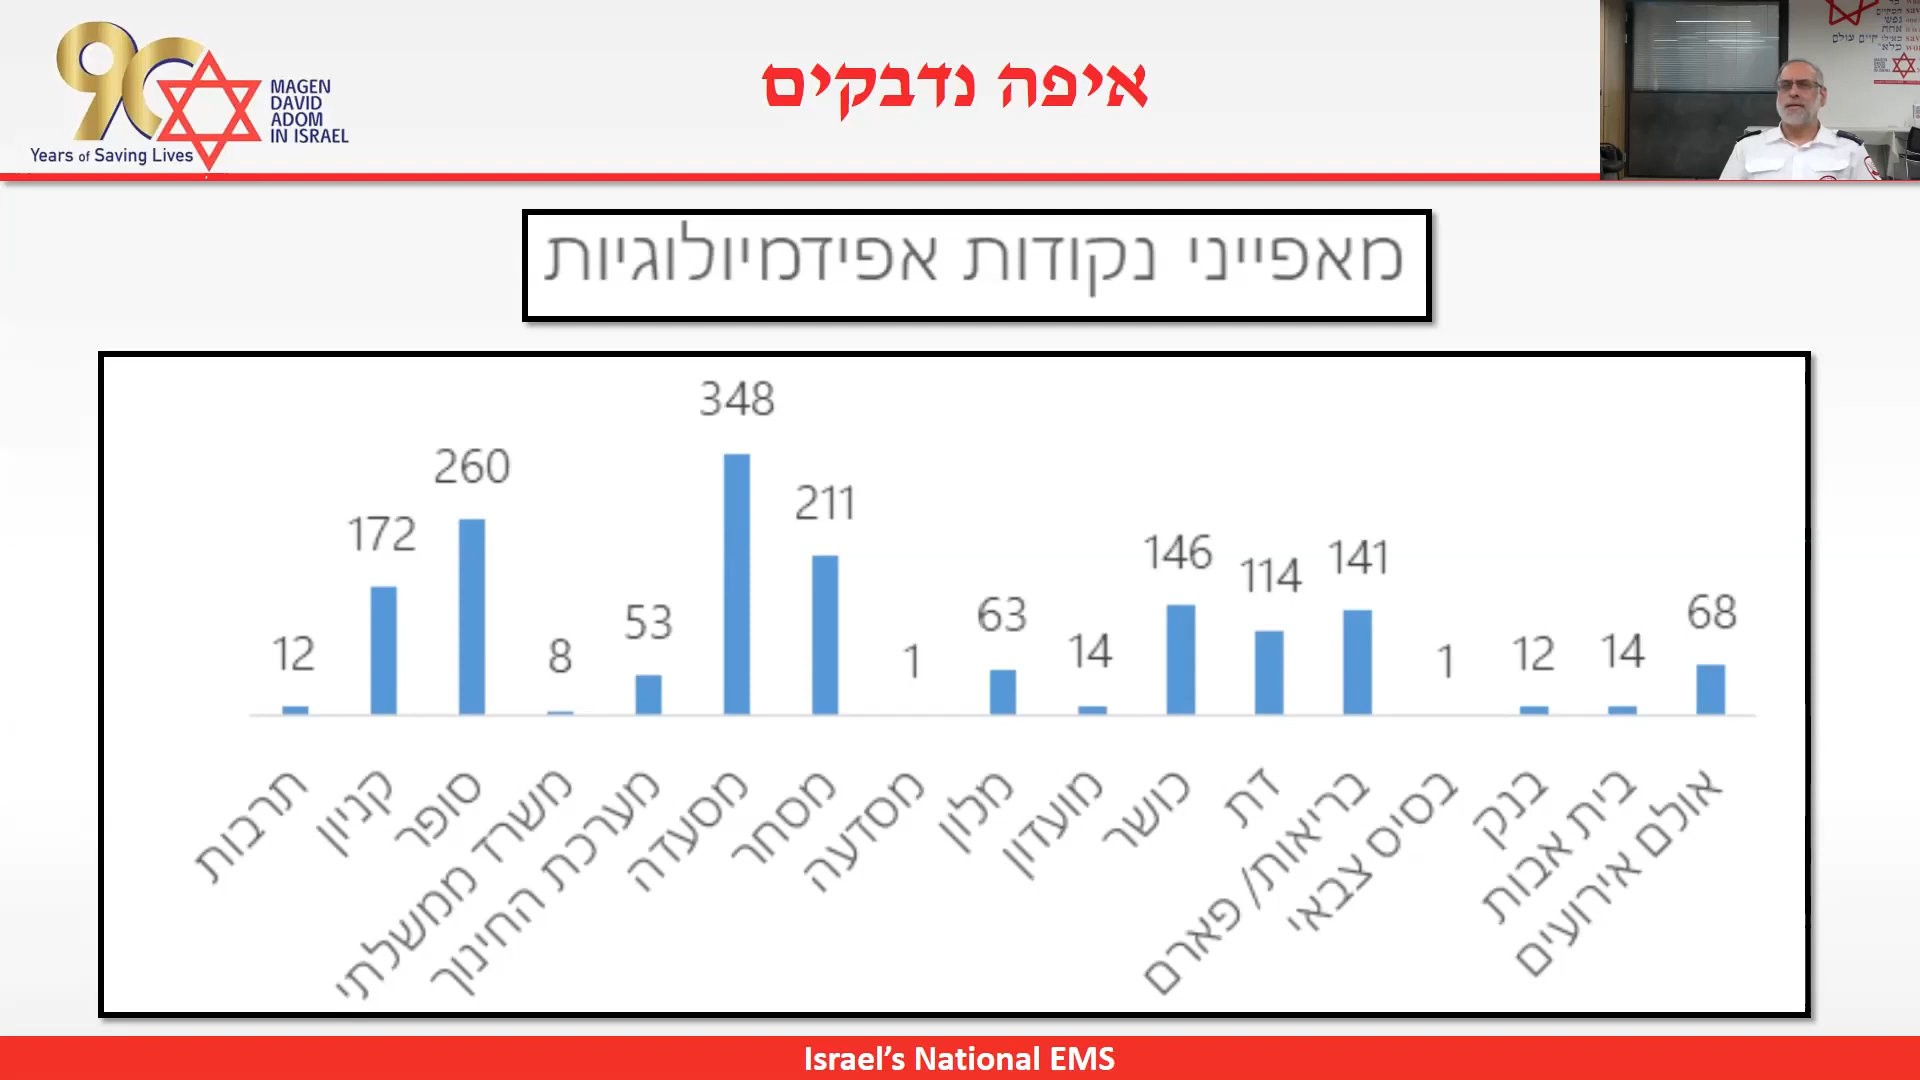 90
Years of Saving Lives
MAGEN
DAVID
ADOM
IN ISRAEL
איפה נדבקים
מאפייני נקודות אפידמיולוגיות
12
172
260
8
53
348
211
1
63
14
146
114
141
1
12
14
68
תרבות
קניון
סופר
משרד ממשלתי
מערכת החינוך
מסעדה
מסחר
מסדעה
מלון
מועדון
כושר
דת
בריאות/ פארם
בסיס צבאי
בנק
בית אבות
אולם אירועים
Israel's National EMS